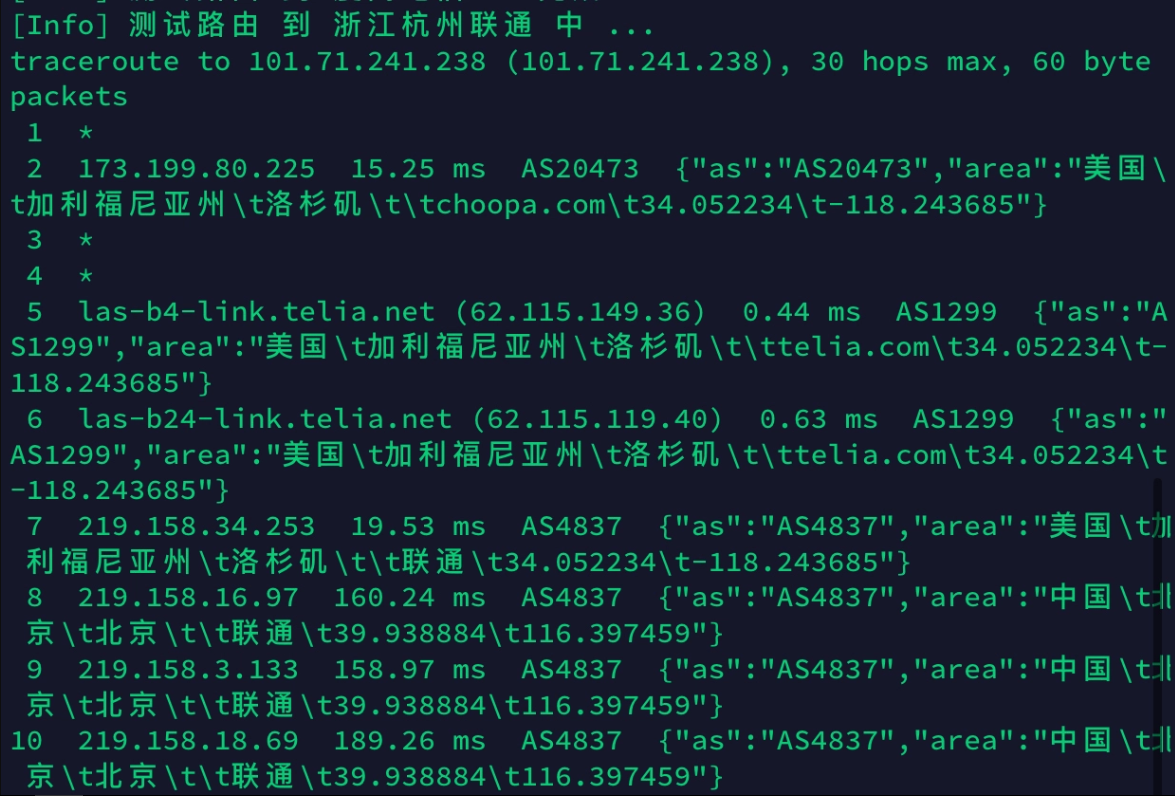 [Info] 测试路由 到 浙江杭州联通 中 ...
traceroute to 101.71.241.238 (101.71.241.238), 30 hops max, 60 byte
packets
1 *
2 173.199.80.225 15.25 ms AS20473 {"as":"AS20473","area":"美国\
t加利福尼亚州\t洛杉矶\t\tchoopa.com\t34.052234\t-118.243685"}
3 *
4 *
5 las-b4-link.telia.net (62.115.149.36) 0.44 ms AS1299 {"as":"A
S1299","area":"美国\t加利福尼亚州\t洛杉矶\t\ttelia.com\t34.052234\t-
118.243685"}
6 las-b24-link.telia.net (62.115.119.40) 0.63 ms AS1299 {"as":"
AS1299","area":"美国\t加利福尼亚州\t洛杉矶\t\ttelia.com\t34.052234\t
-118.243685"}
7 219.158.34.253 19.53 ms AS4837 {"as":"AS4837","area":"美国\t加
利福尼亚州\t洛杉矶\t\t联通\t34.052234\t-118.243685"}
8 219.158.16.97 160.24 ms AS4837 {"as":"AS4837","area":"中国\t北
京\t北京\t\t联通\t39.938884\t116.397459"}
9 219.158.3.133 158.97 ms AS4837 {"as":"AS4837","area":"中国\t北
京\t北京\t\t联通\t39.938884\t116.397459"}
10 219.158.18.69 189.26 ms AS4837 {"as":"AS4837","area":"中国\t北
京\t北京\t\t联通\t39.938884\t116.397459"}